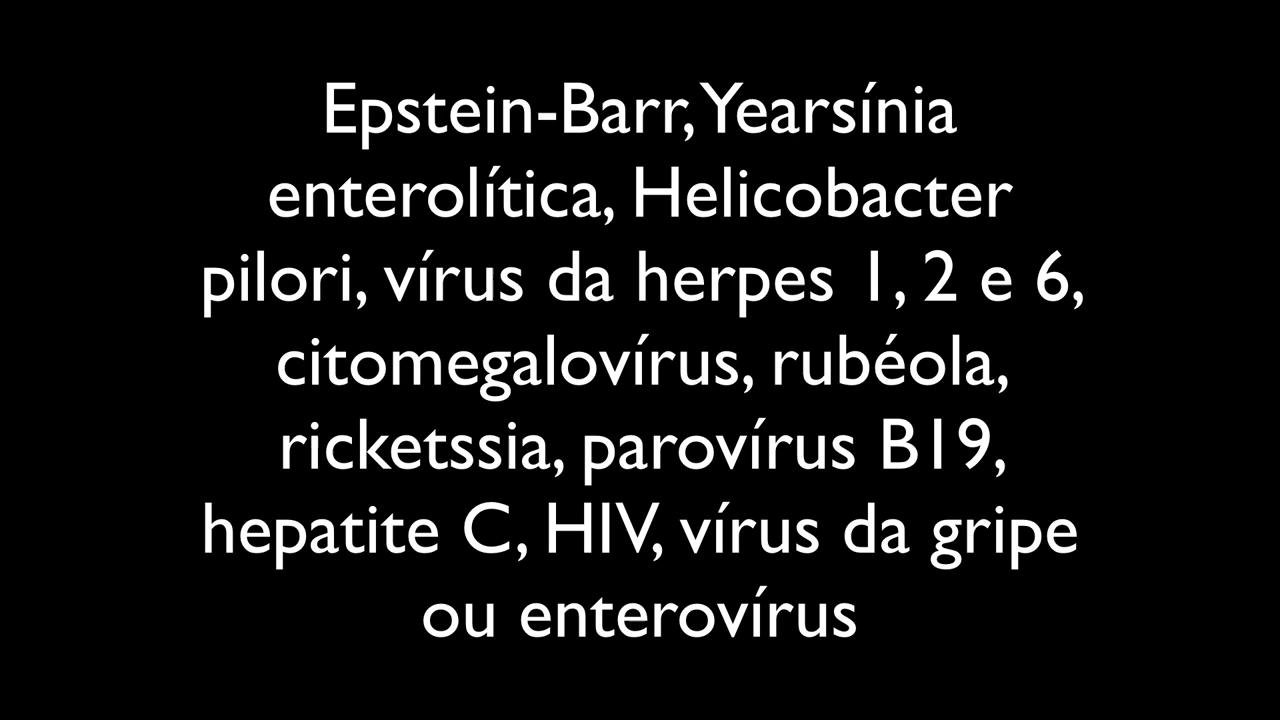 Epstein-Barr, Yearsínia
enterolítica, Helicobacter
pilori, vírus da herpes 1, 2 e 6,
citomegalovírus, rubéola,
ricketssia, parovírus B19,
hepatite C, HIV, vírus da gripe
ou enterovírus